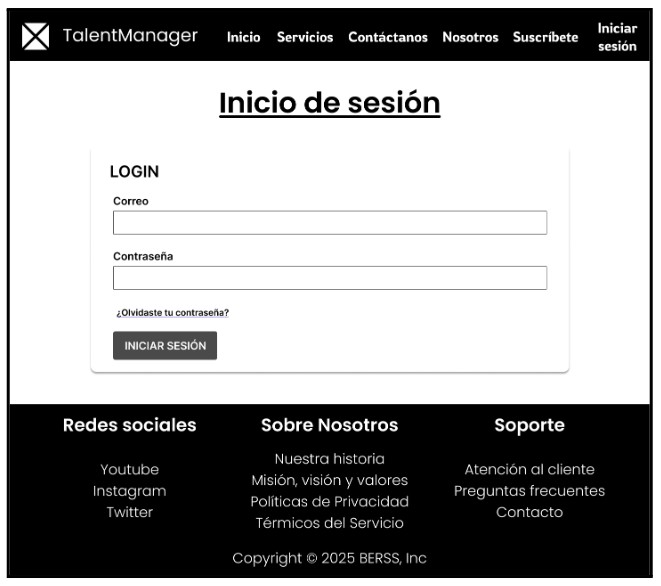 TalentManager
Inicio Servicios Contáctanos Nosotros Suscríbete Iniciar sesión
Inicio de sesión
LOGIN
Correo
Contraseña
¿Olvidaste tu contraseña?
INICIAR SESIÓN
Redes sociales
Youtube
Instagram
Twitter
Sobre Nosotros
Nuestra historia
Misión, visión y valores
Políticas de Privacidad
Térmicos del Servicio
Soporte
Atención al cliente
Preguntas frecuentes
Contacto
Copyright © 2025 BERSS, Inc